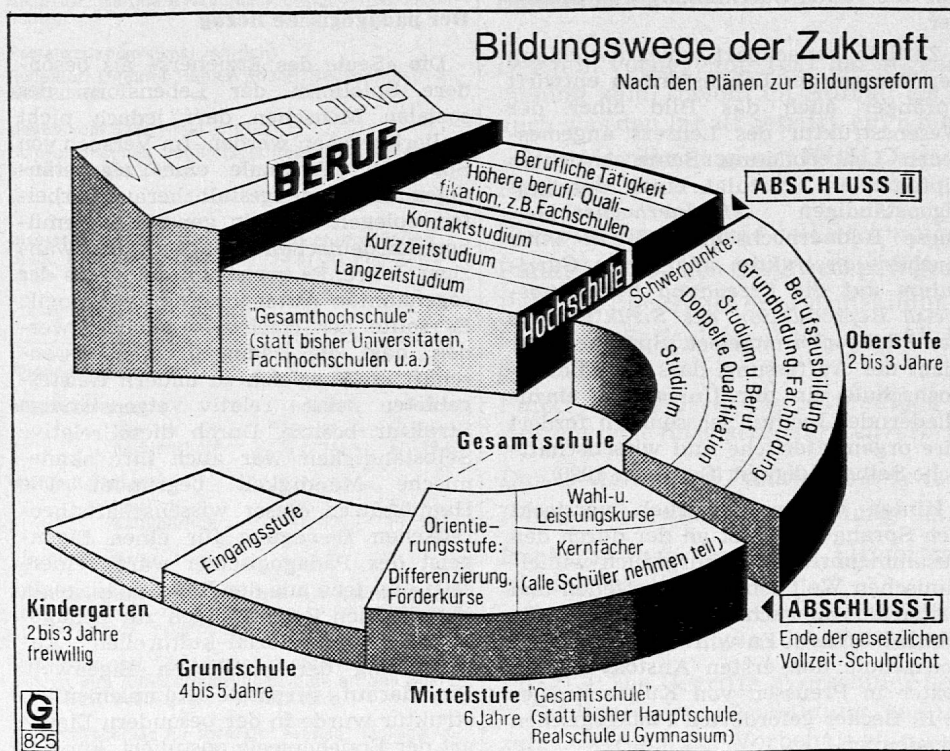 Bildungswege der Zukunft
Nach den Plänen zur Bildungsreform
WEITERBILDUNG
BERUF
Berufliche Tätigkeit
Höhere berufl. Quali-
fikation, z.B. Fachschulen
Kontaktstudium
Kurzzeitstudium
Langzeitstudium
"Gesamthochschule"
(statt bisher Universitäten,
Fachhochschulen u.ä.)
Hochschule
ABSCHLUSS II
Schwerpunkte:
Berufsausbildung
Grundbildung, Fachbildung
Studium u. Beruf
Doppelte Qualifikation
Studium
Oberstufe
2 bis 3 Jahre
Gesamtschule
Eingangsstufe
Orientie-
rungsstufe:
Differenzierung,
Förderkurse
Wahl-u.
Leistungskurse
Kernfächer
(alle Schüler nehmen teil)
ABSCHLUSS I
Ende der gesetzlichen
Vollzeit-Schulpflicht
Kindergarten
2 bis 3 Jahre
freiwillig
Grundschule
4 bis 5 Jahre
Mittelstufe
6 Jahre
"Gesamtschule"
(statt bisher Hauptschule,
Realschule u. Gymnasium)
G
825